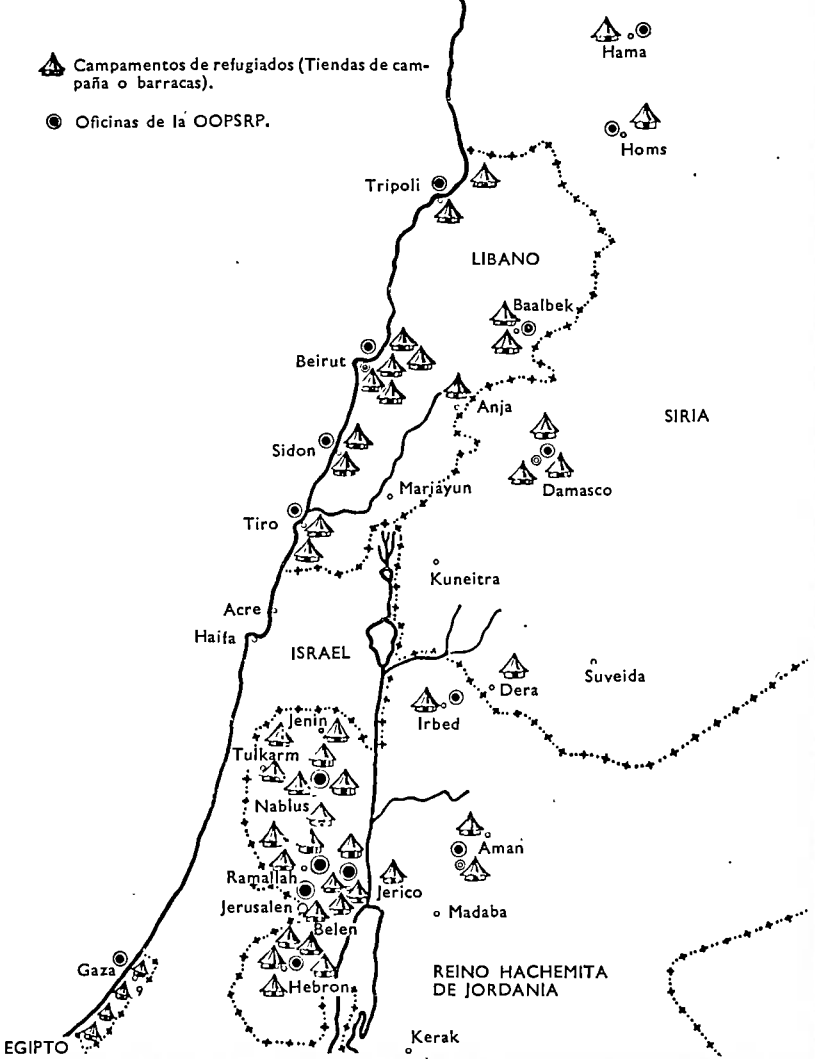 Campamentos de refugiados (Tiendas de cam-
paña o barracas).
Oficinas de la OOPSRP.
Hama
Homs
Tripoli
LIBANO
Baalbek
Beirut
Anja
SIRIA
Sidon
Damasco
Marjáyun
Tiro
Kuneitra
Acre
Haifa
ISRAEL
Suveida
Dera
Irbed
Jenin
Tulkarm
Nablus
Aman
Ramallah
Jerico
Jerusalen
Madaba
Belen
Gaza
9
REINO HACHEMITA
DE JORDANIA
Hebron
Kerak
EGIPTO